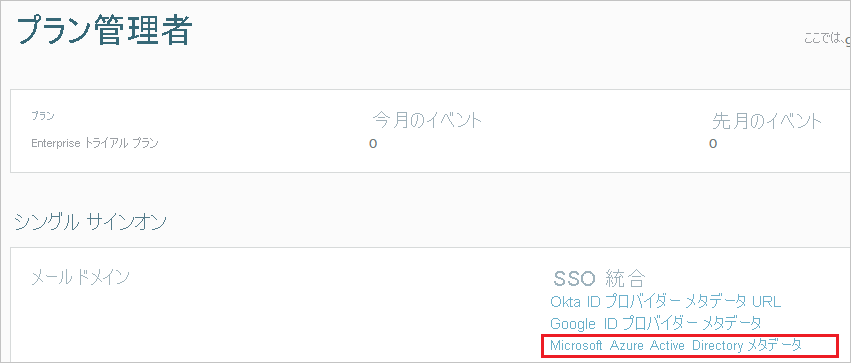 プラン管理者
ここでは、g
プラン
今月のイベント
先月のイベント
Enterprise トライアル プラン
0
0
シングル サインオン
メール ドメイン
SSO 統合
Okta ID プロバイダー メタデータ URL
Google ID プロバイダー メタデータ
Microsoft Azure Active Directory メタデータ